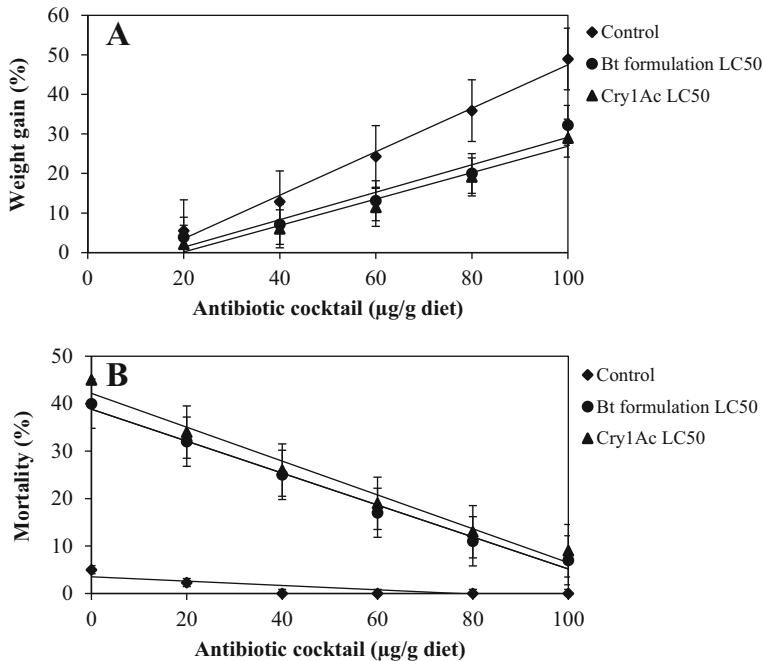 A
Weight gain (%)
60
50
40
30
20
10
0
0 20 40 60 80 100
Antibiotic cocktail (µg/g diet)
Control
Bt formulation LC50
Cry1Ac LC50
B
Mortality (%)
50
40
30
20
10
0
0 20 40 60 80 100
Antibiotic cocktail (µg/g diet)
Control
Bt formulation LC50
Cry1Ac LC50